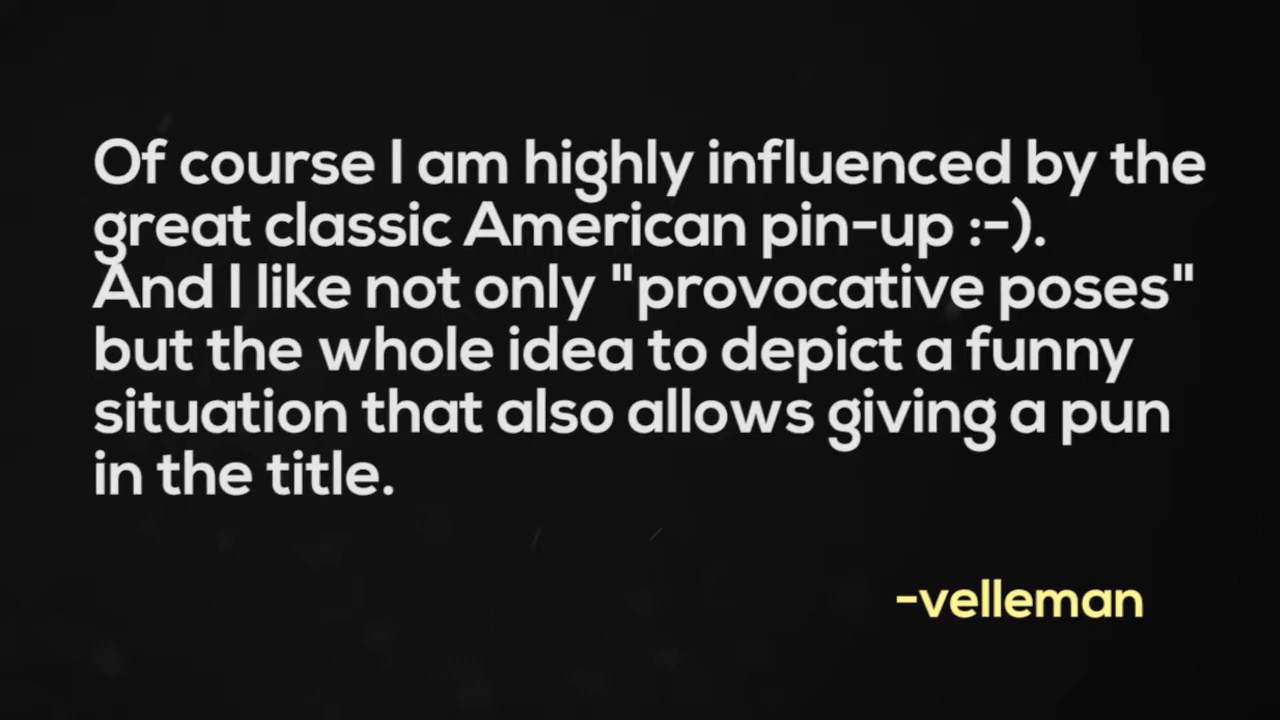 Of course I am highly influenced by the
great classic American pin-up :-).
And I like not only "provocative poses"
but the whole idea to depict a funny
situation that also allows giving a pun
in the title.
-velleman